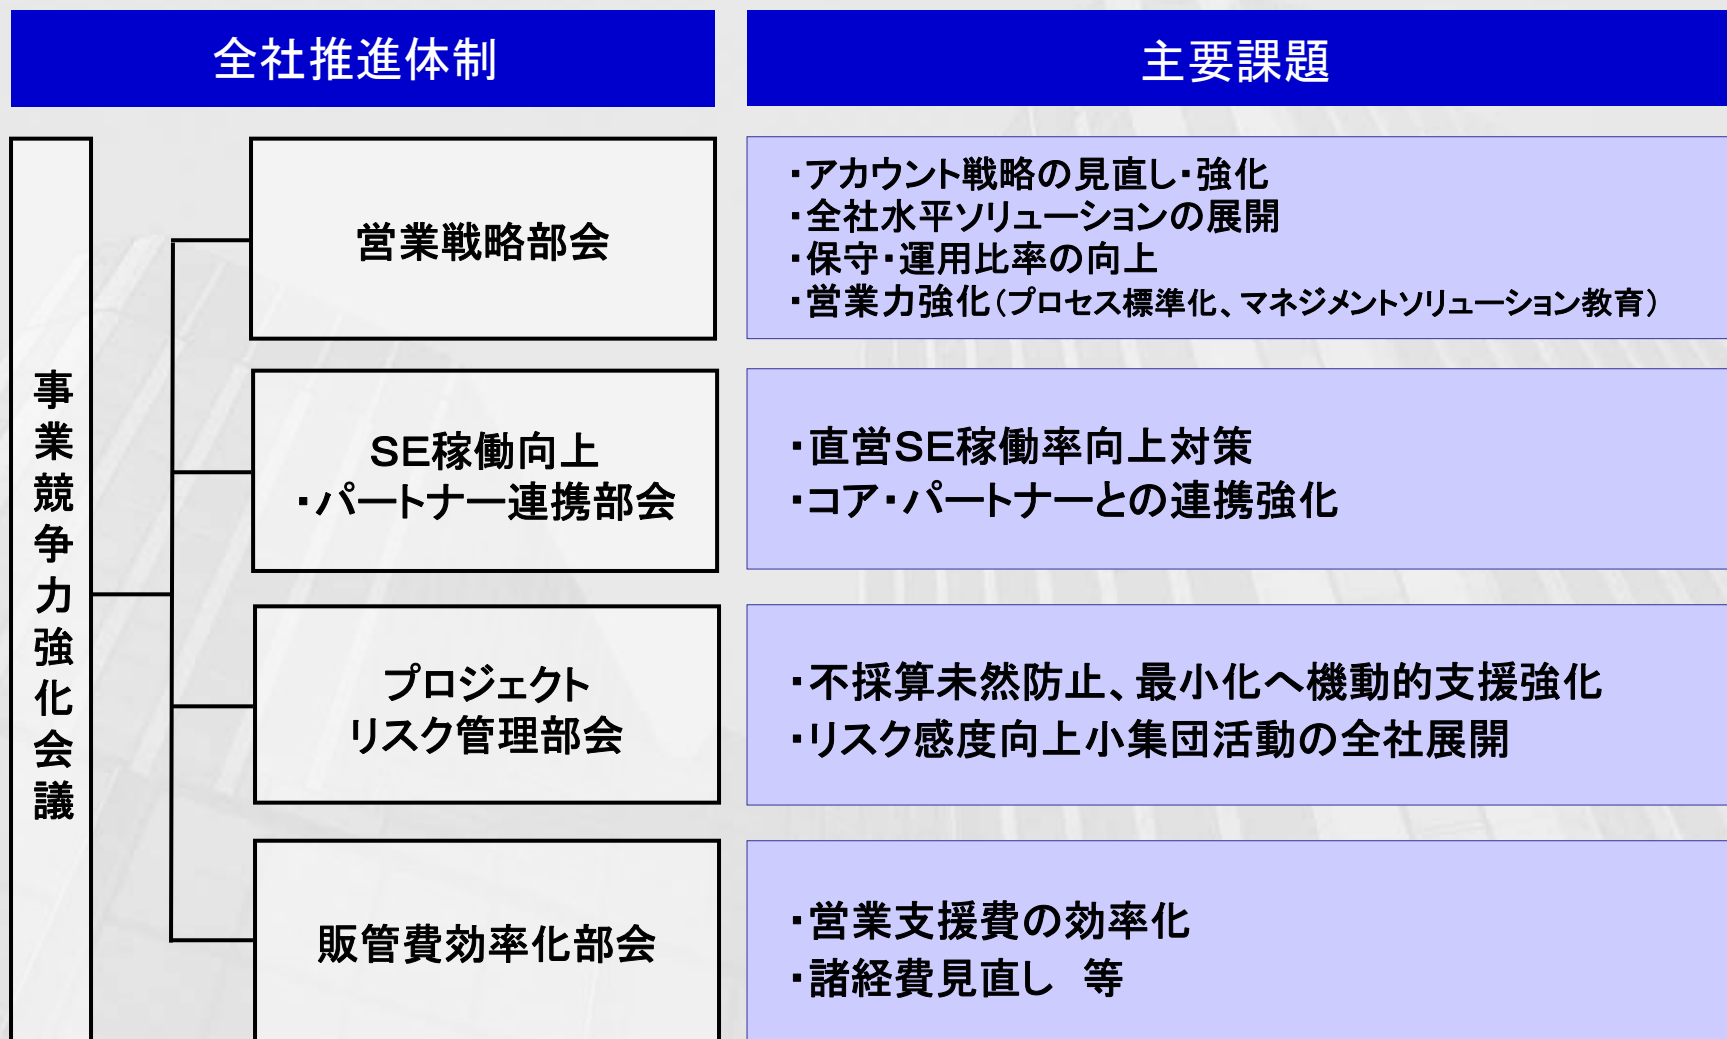 全社推進体制
主要課題
事業競争力強化会議
営業戦略部会
・アカウント戦略の見直し・強化
・全社水平ソリューションの展開
・保守・運用比率の向上
・営業力強化（プロセス標準化、マネジメントソリューション教育）
SE稼働向上
・パートナー連携部会
・直営SE稼働率向上対策
・コア・パートナーとの連携強化
プロジェクト
リスク管理部会
・不採算未然防止、最小化へ機動的支援強化
・リスク感度向上小集団活動の全社展開
販管費効率化部会
・営業支援費の効率化
・諸経費見直し　等